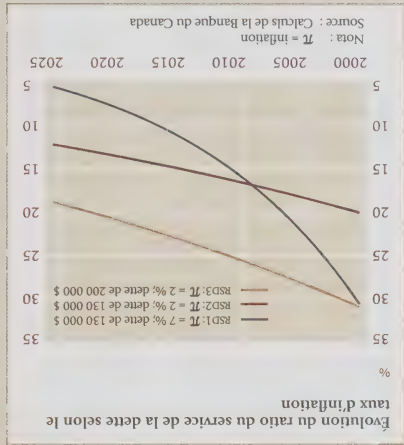 Évolution du ratio du service de la dette selon le
taux d'inflation
%
35 35
30 30
25 25
20 20
15 15
10 10
5 5
RSD1: π = 7 %; dette de 130 000 $
RSD2: π = 2 %; dette de 130 000 $
RSD3: π = 2 %; dette de 200 000 $
2000 2005 2010 2015 2020 2025
Nota : π = inflation
Source : Calculs de la Banque du Canada